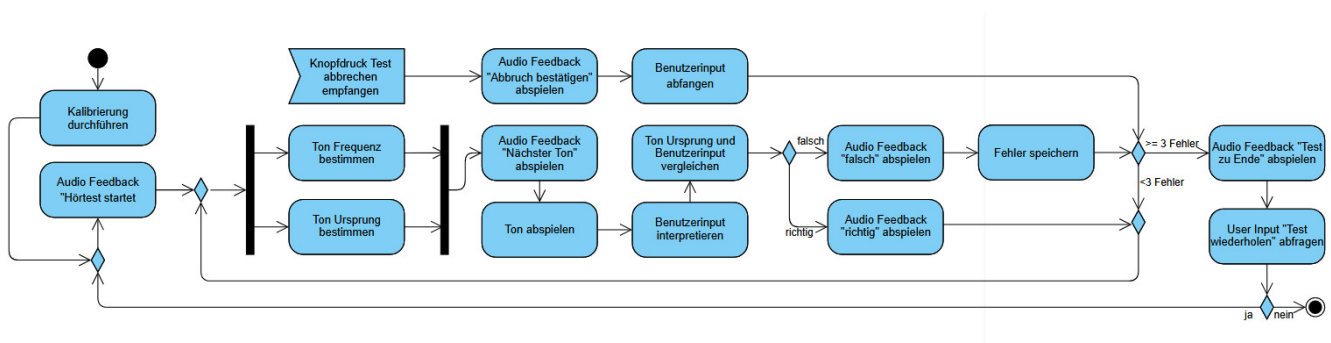 Knopfdruck Test
abbrechen
empfangen
Audio Feedback
"Abbruch bestätigen"
abspielen
Benutzerinput
abfangen
Kalibrierung
durchführen
Audio Feedback
"Hörtest startet
Ton Frequenz
bestimmen
Ton Ursprung
bestimmen
Audio Feedback
"Nächster Ton"
abspielen
Ton abspielen
Benutzerinput
interpretieren
Ton Ursprung und
Benutzerinput
vergleichen
falsch
richtig
Audio Feedback
"falsch" abspielen
Audio Feedback
"richtig" abspielen
Fehler speichern
>= 3 Fehler
<3 Fehler
Audio Feedback "Test
zu Ende" abspielen
User Input "Test
wiederholen" abfragen
ja
nein